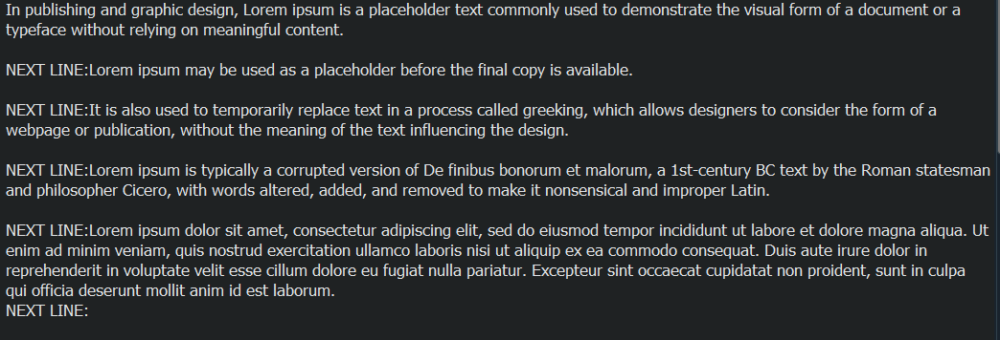 In publishing and graphic design, Lorem ipsum is a placeholder text commonly used to demonstrate the visual form of a document or a
typeface without relying on meaningful content.
NEXT LINE:Lorem ipsum may be used as a placeholder before the final copy is available.
NEXT LINE:It is also used to temporarily replace text in a process called greeking, which allows designers to consider the form of a
webpage or publication, without the meaning of the text influencing the design.
NEXT LINE:Lorem ipsum is typically a corrupted version of De finibus bonorum et malorum, a 1st-century BC text by the Roman statesman
and philosopher Cicero, with words altered, added, and removed to make it nonsensical and improper Latin.
NEXT LINE:Lorem ipsum dolor sit amet, consectetur adipiscing elit, sed do eiusmod tempor incididunt ut labore et dolore magna aliqua. Ut
enim ad minim veniam, quis nostrud exercitation ullamco laboris nisi ut aliquip ex ea commodo consequat. Duis aute irure dolor in
reprehenderit in voluptate velit esse cillum dolore eu fugiat nulla pariatur. Excepteur sint occaecat cupidatat non proident, sunt in culpa
qui officia deserunt mollit anim id est laborum.
NEXT LINE: